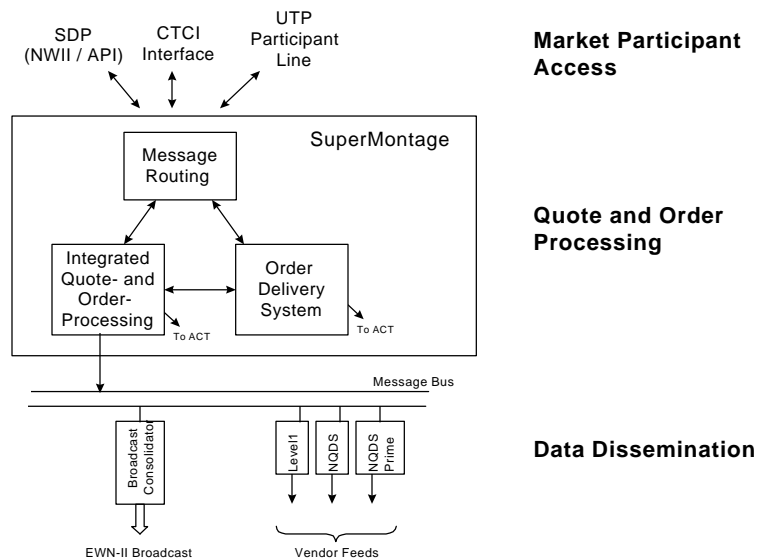 SDP
(NWII / API)
CTCI
Interface
UTP
Participant
Line
Market Participant
Access
SuperMontage
Message
Routing
Quote and Order
Processing
Integrated
Quote- and
Order-
Processing
Order
Delivery
System
To ACT
To ACT
Message Bus
Broadcast
Consolidator
Level1
NQDS
NQDS
Prime
Data Dissemination
EWN-II Broadcast
Vendor Feeds